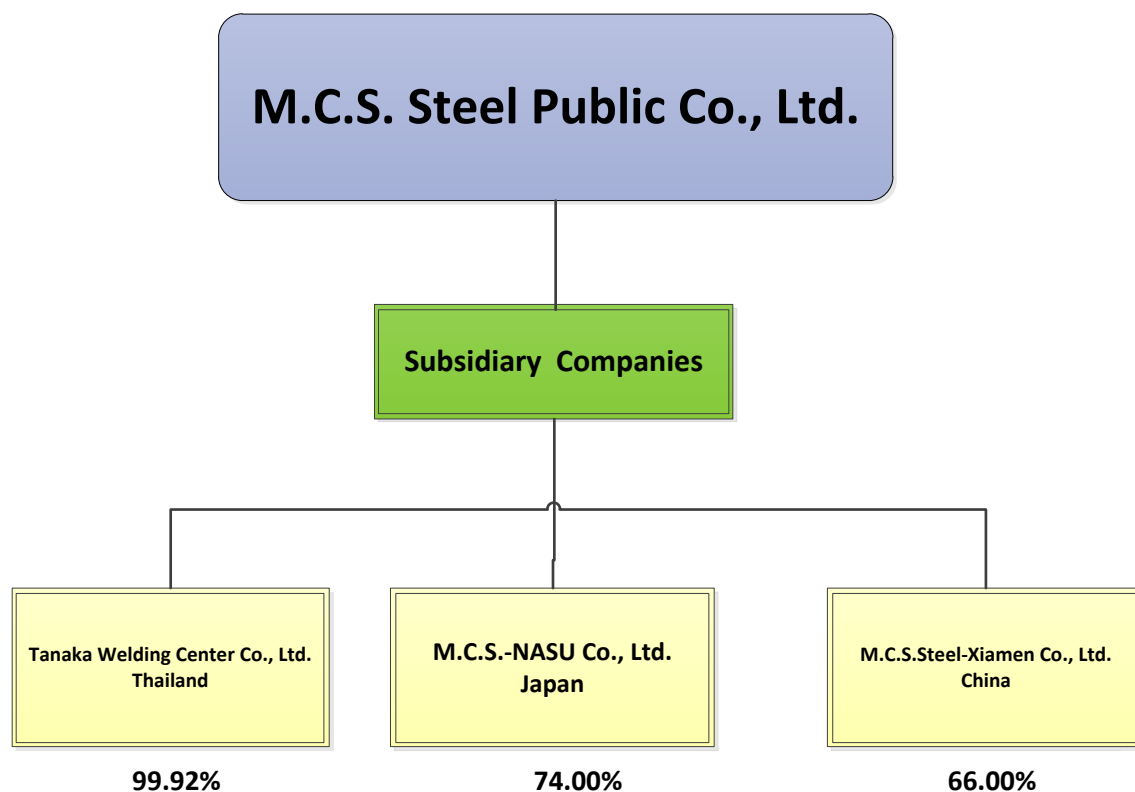 M.C.S. Steel Public Co., Ltd.
Subsidiary Companies
Tanaka Welding Center Co., Ltd.
Thailand
M.C.S.-NASU Co., Ltd.
Japan
M.C.S.Steel-Xiamen Co., Ltd.
China
99.92%
74.00%
66.00%